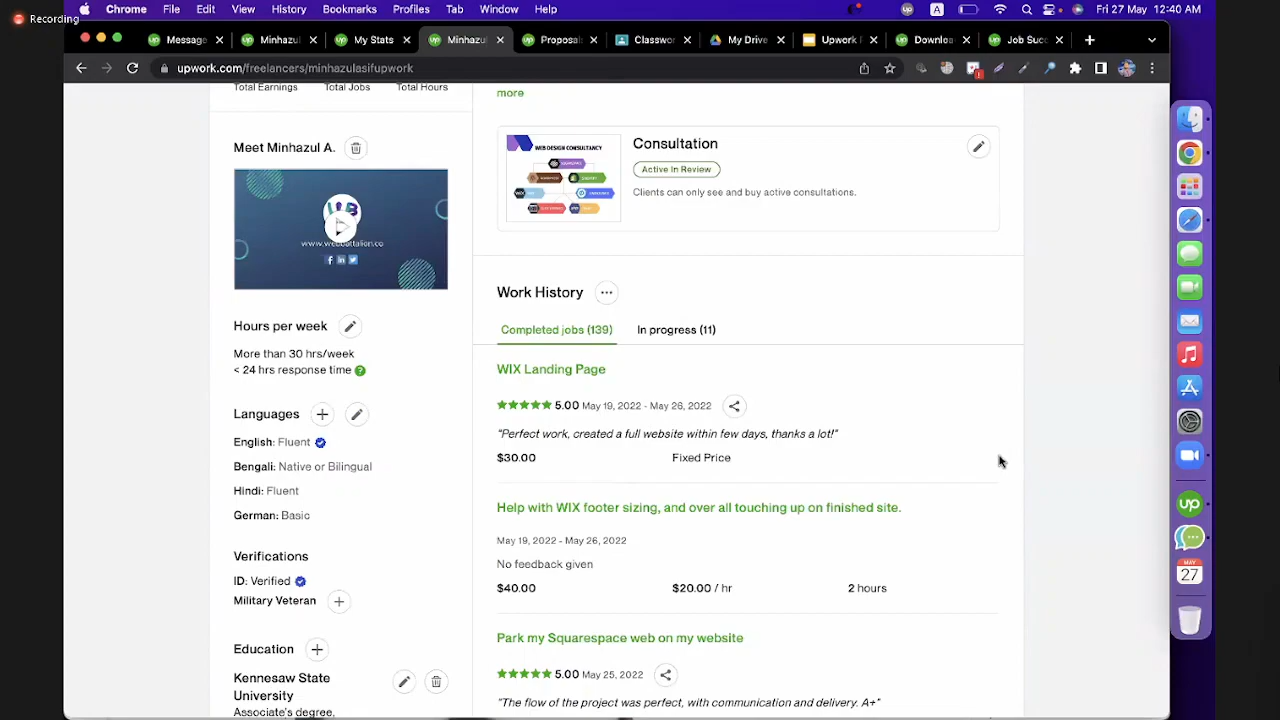 Recording
Chrome File Edit View History Bookmarks Profiles Tab Window Help
A
Fri 27 May 12:40 AM
Message
Minhazul
My Stats
Minhazul
Proposal
Classwor
My Drive
Upwork
Downloa
Job Succ
upwork.com/freelancers/minhazulasifupwork
Total Earnings Total Jobs Total Hours
Meet Minhazul A.
www.webbattalion.co
Hours per week
More than 30 hrs/week
< 24 hrs response time
Languages
English: Fluent
Bengali: Native or Bilingual
Hindi: Fluent
German: Basic
Verifications
ID: Verified
Military Veteran
Education
Kennesaw State
University
Associate's degree,
more
WEB DESIGN CONSULTANCY
WIX
Consultation
Active In Review
Clients can only see and buy active consultations.
Work History
Completed jobs (139) In progress (11)
WIX Landing Page
5.00 May 19, 2022 - May 26, 2022
"Perfect work, created a full website within few days, thanks a lot!"
$30.00 Fixed Price
Help with WIX footer sizing, and over all touching up on finished site.
May 19, 2022 - May 26, 2022
No feedback given
$40.00 $20.00 / hr 2 hours
Park my Squarespace web on my website
5.00 May 25, 2022
"The flow of the project was perfect, with communication and delivery. A+"
up
MAY
27